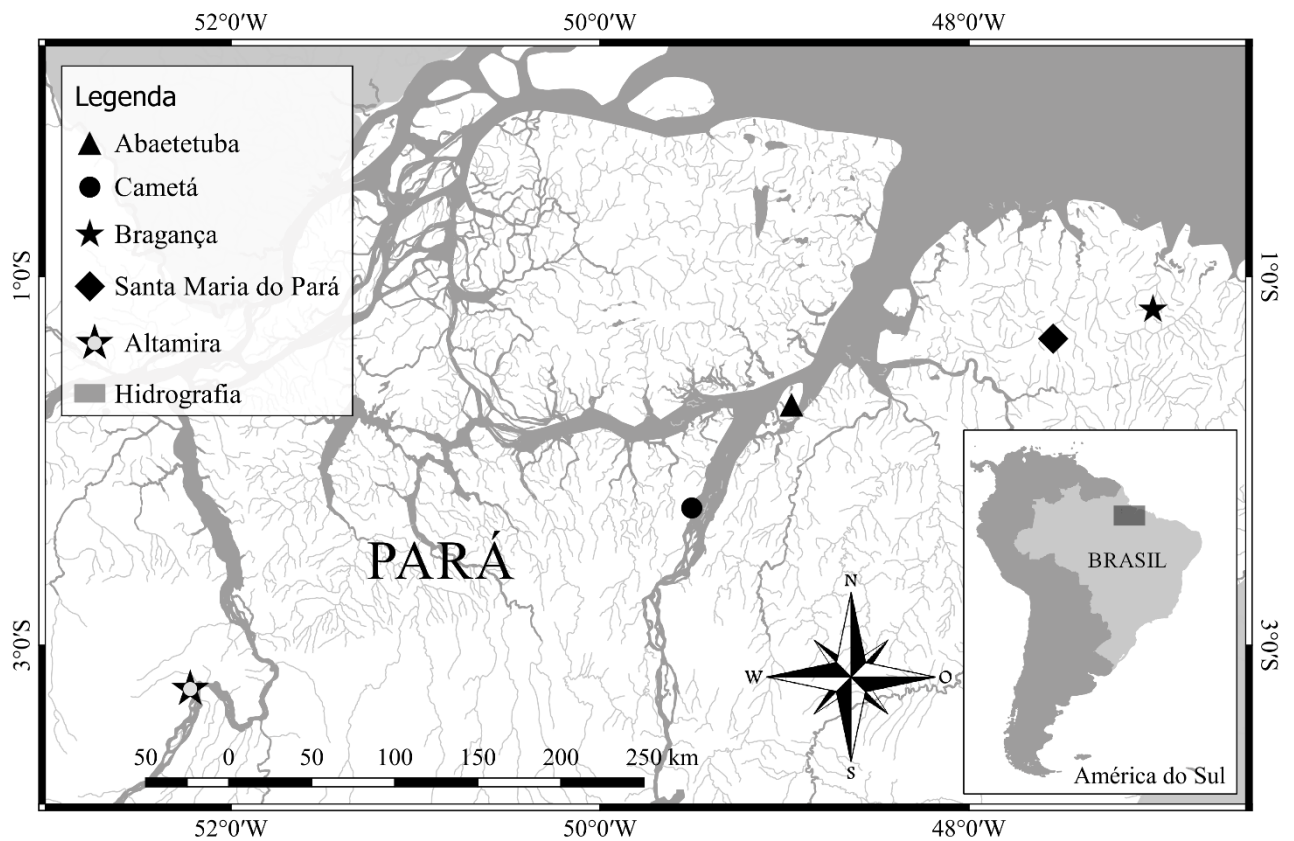 52°0′W 50°0′W 48°0′W
Legenda
Abaetetuba
Cametá
Bragança
Santa Maria do Pará
Altamira
Hidrografia
1°0′S 1°0′S
PARÁ
BRASIL
América do Sul
N
W O
S
3°0′S 3°0′S
50 0 50 100 150 200 250 km
52°0′W 50°0′W 48°0′W